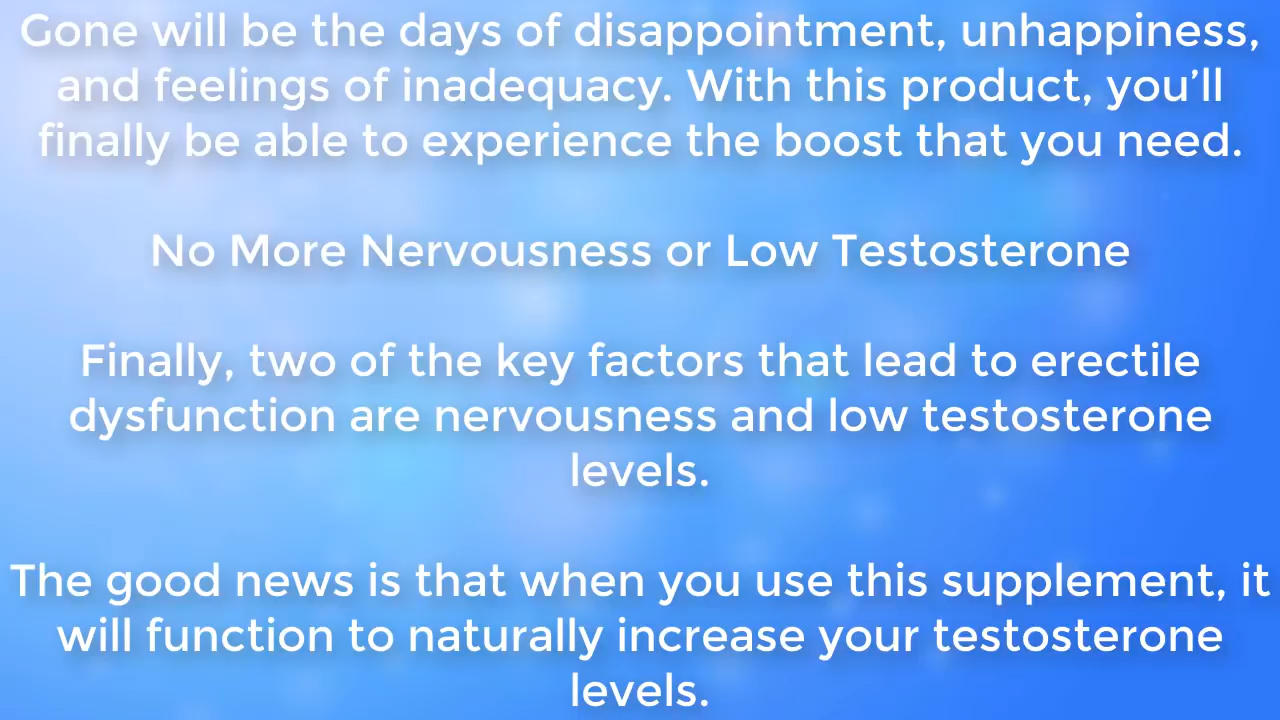 Gone will be the days of disappointment, unhappiness,
and feelings of inadequacy. With this product, you’ll
finally be able to experience the boost that you need.
No More Nervousness or Low Testosterone
Finally, two of the key factors that lead to erectile
dysfunction are nervousness and low testosterone
levels.
The good news is that when you use this supplement, it
will function to naturally increase your testosterone
levels.